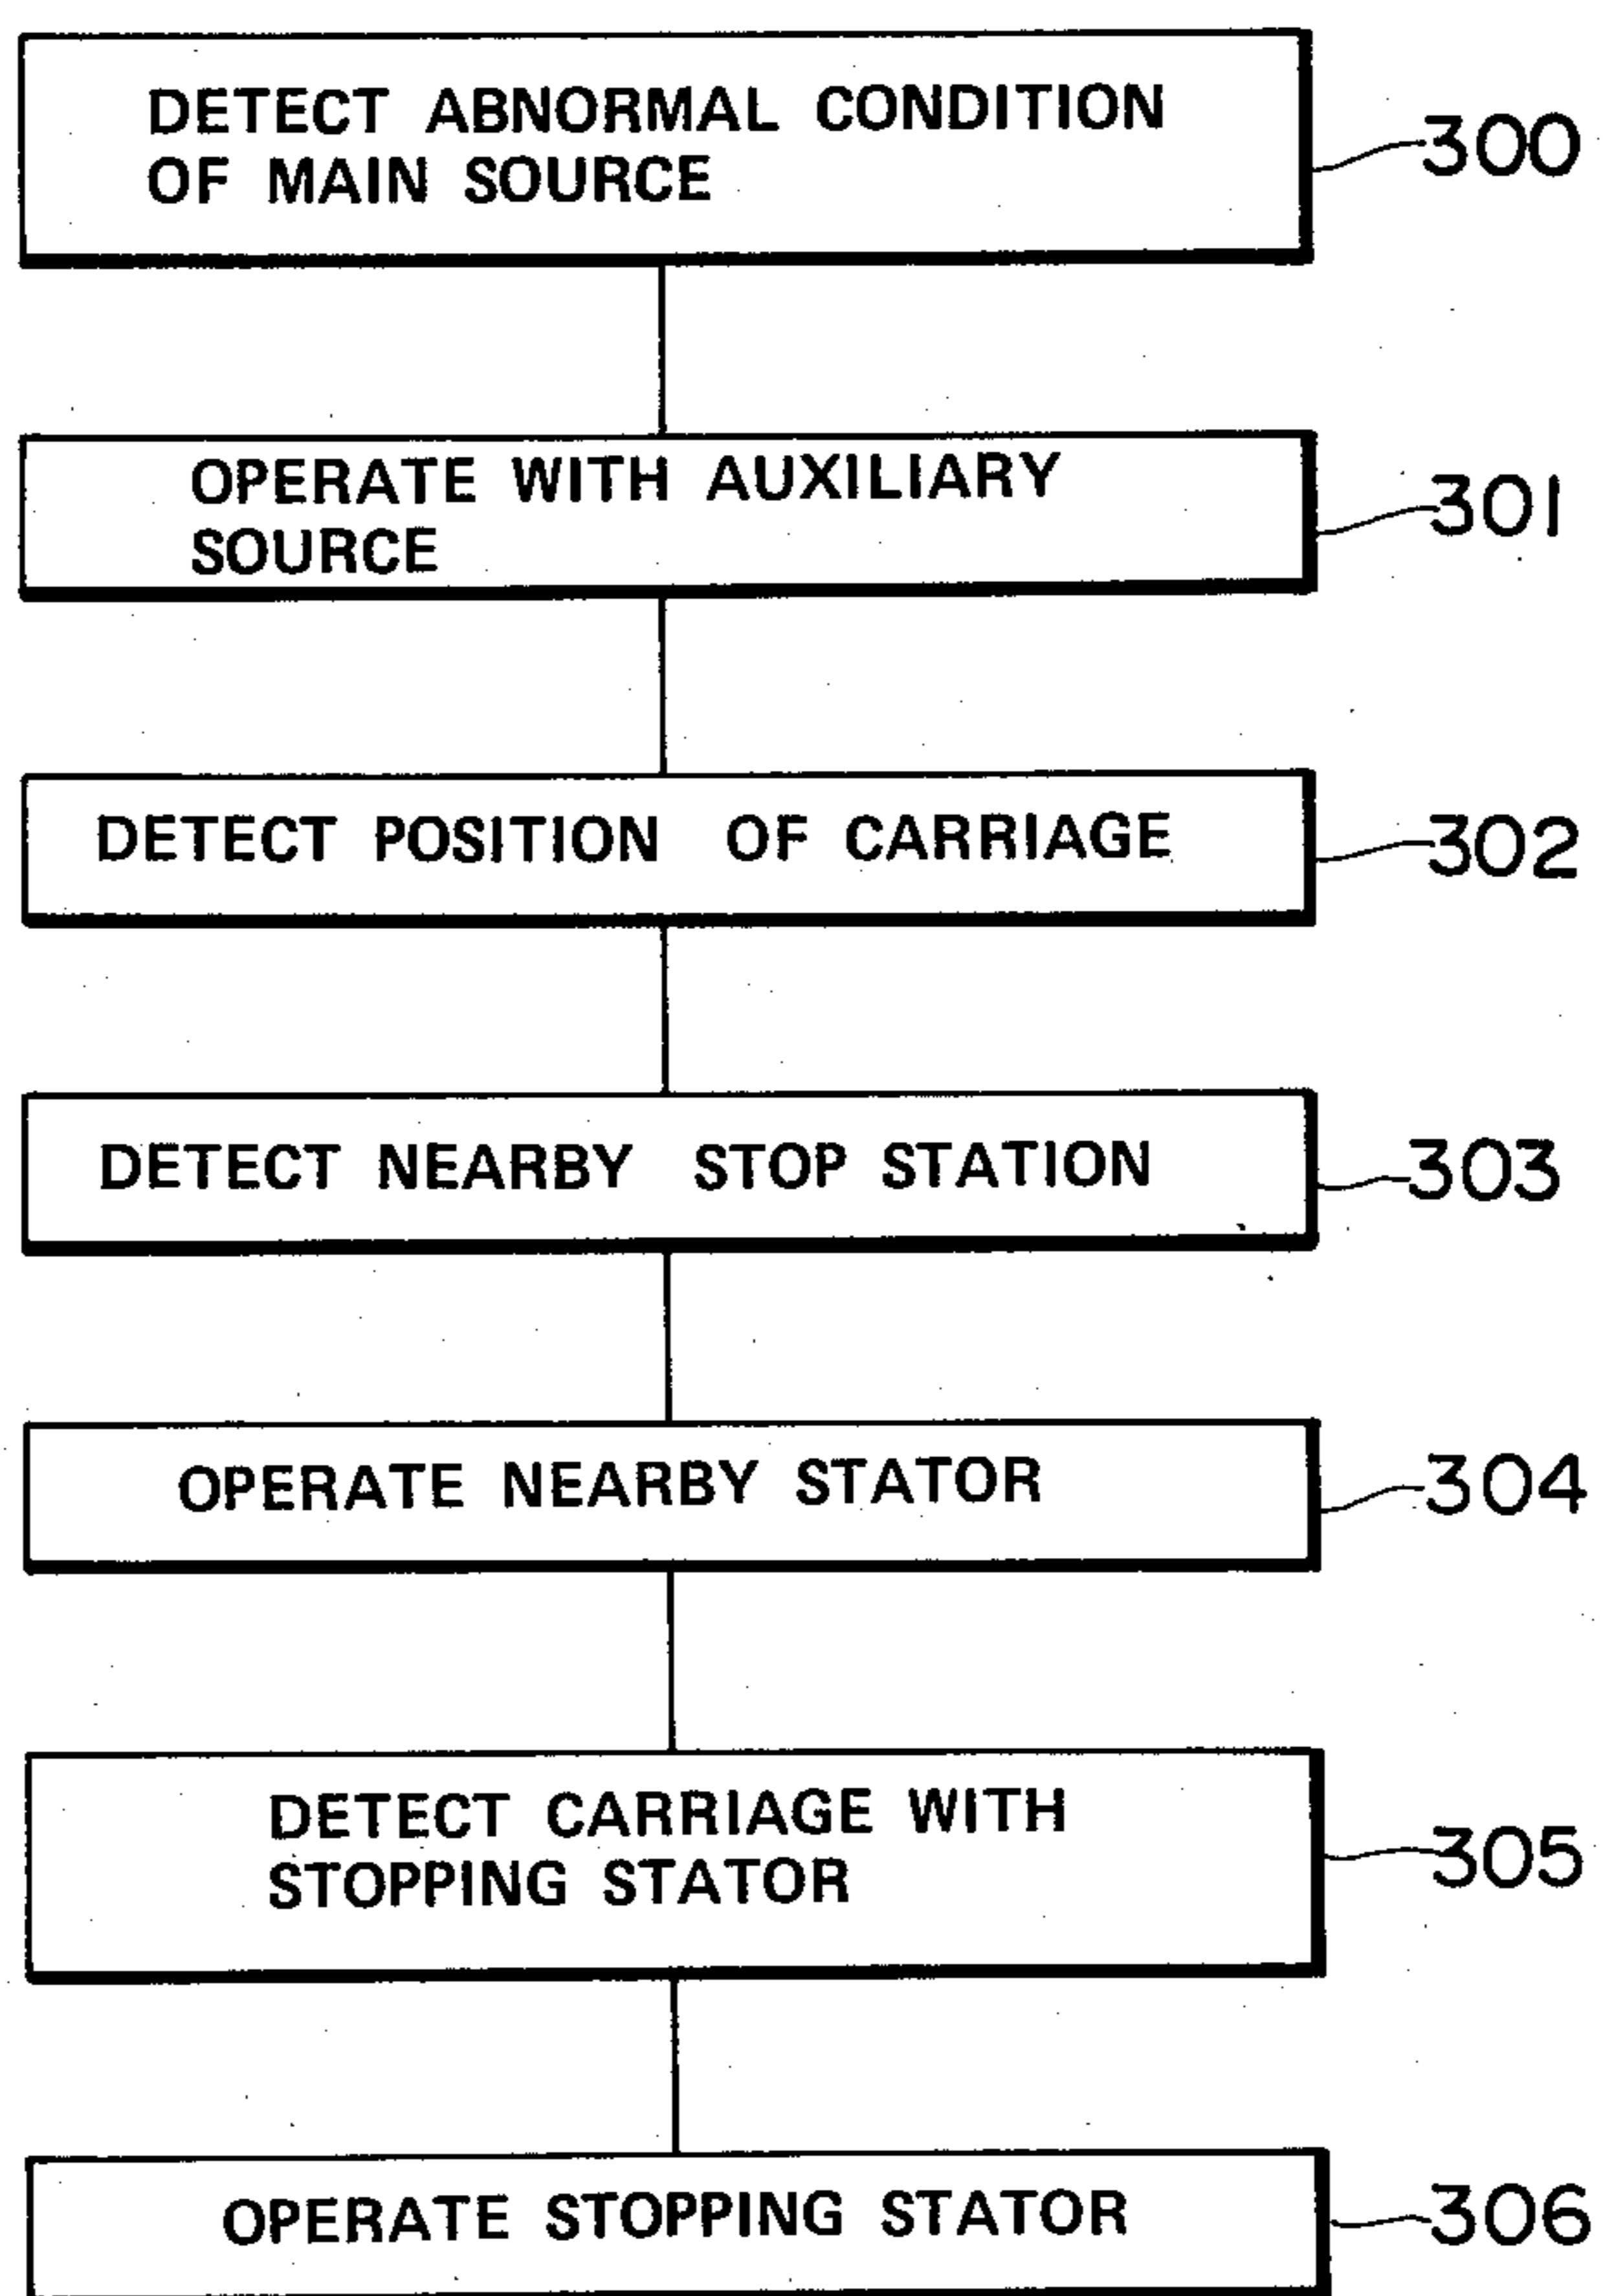 DETECT ABNORMAL CONDITION
OF MAIN SOURCE
300
OPERATE WITH AUXILIARY
SOURCE
301
DETECT POSITION OF CARRIAGE
302
DETECT NEARBY STOP STATION
303
OPERATE NEARBY STATOR
304
DETECT CARRIAGE WITH
STOPPING STATOR
305
OPERATE STOPPING STATOR
306